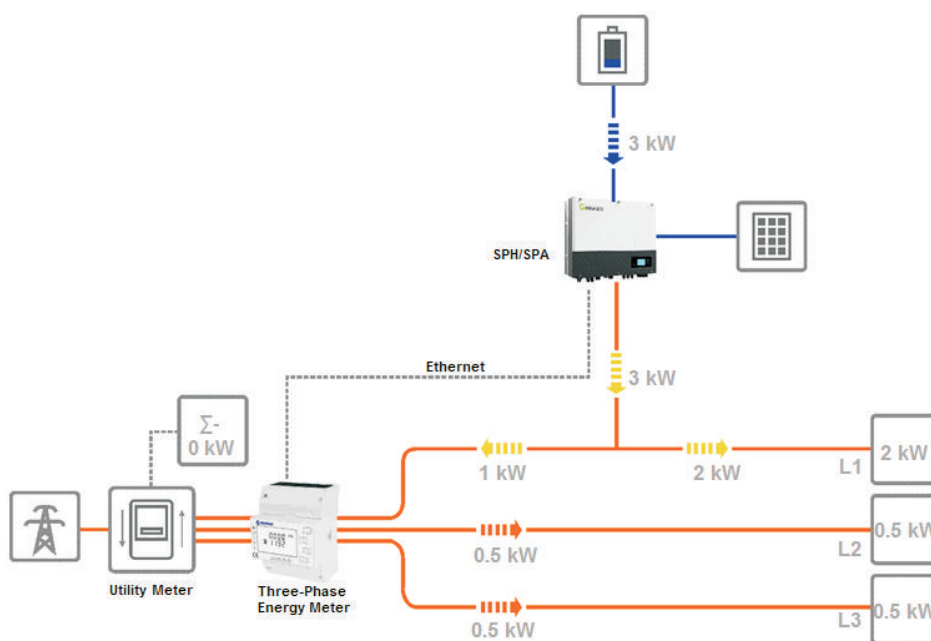 3 kW
SPH/SPA
Ethernet
3 kW
Σ-
0 kW
1 kW
2 kW
L1
2 kW
0.5 kW
L2
0.5 kW
Utility Meter
Three-Phase
Energy Meter
0.5 kW
L3
0.5 kW